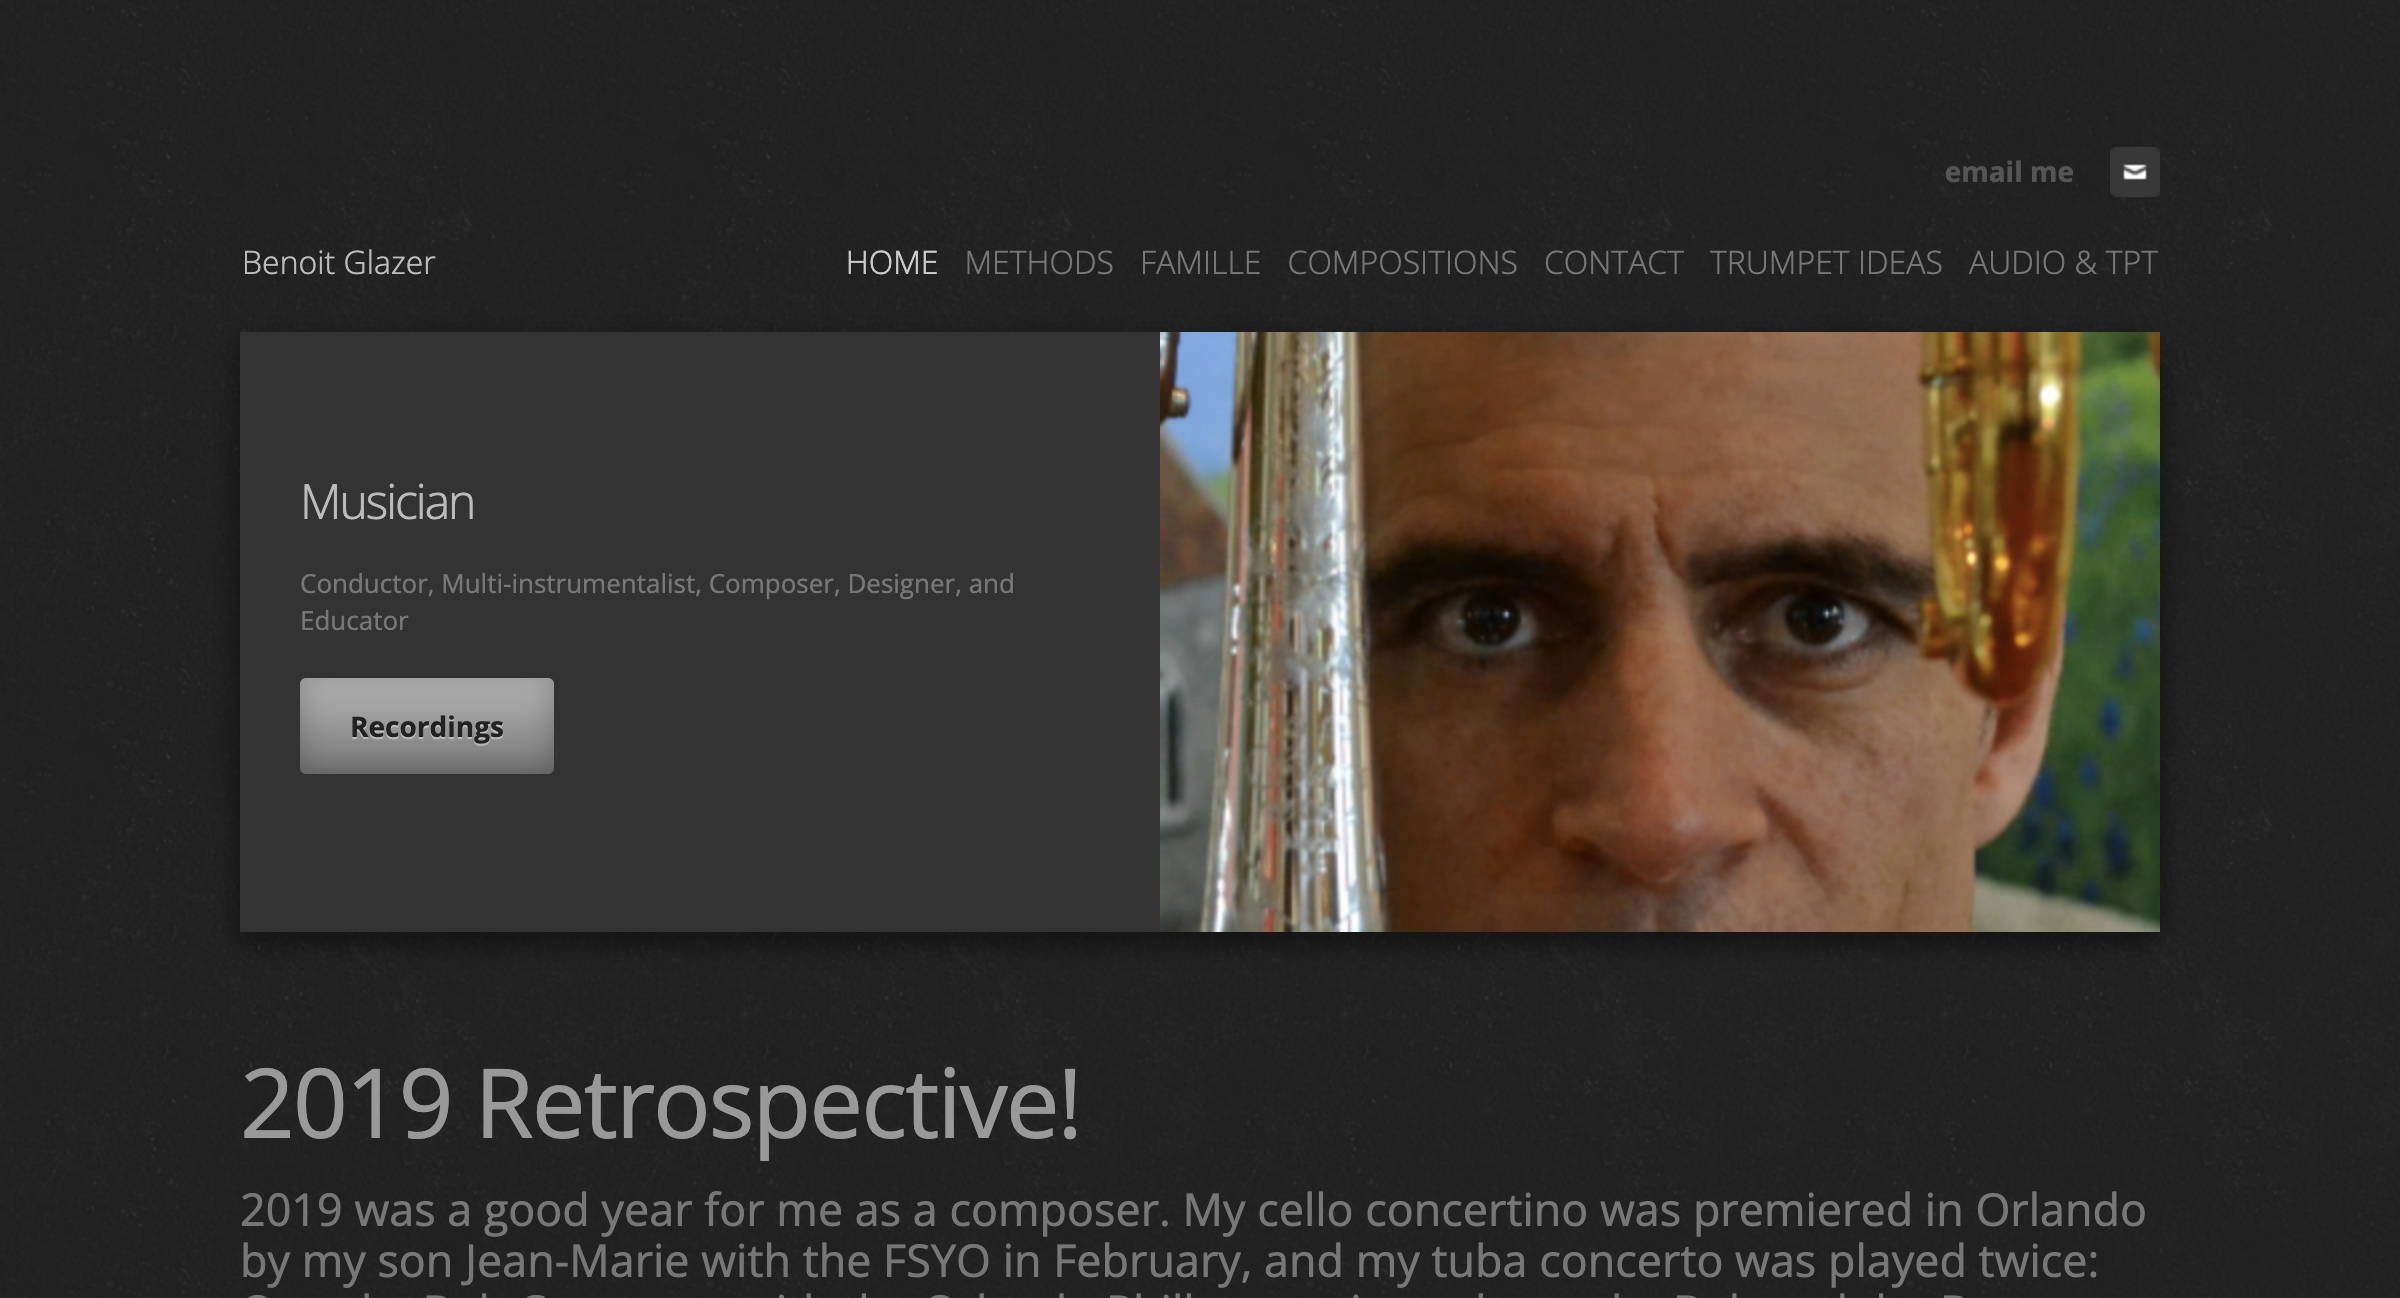 email me
Benoit Glazer HOME METHODS FAMILLE COMPOSITIONS CONTACT TRUMPET IDEAS AUDIO & TPT
Musician
Conductor, Multi-instrumentalist, Composer, Designer, and
Educator
Recordings
2019 Retrospective!
2019 was a good year for me as a composer. My cello concertino was premiered in Orlando
by my son Jean-Marie with the FSYO in February, and my tuba concerto was played twice: